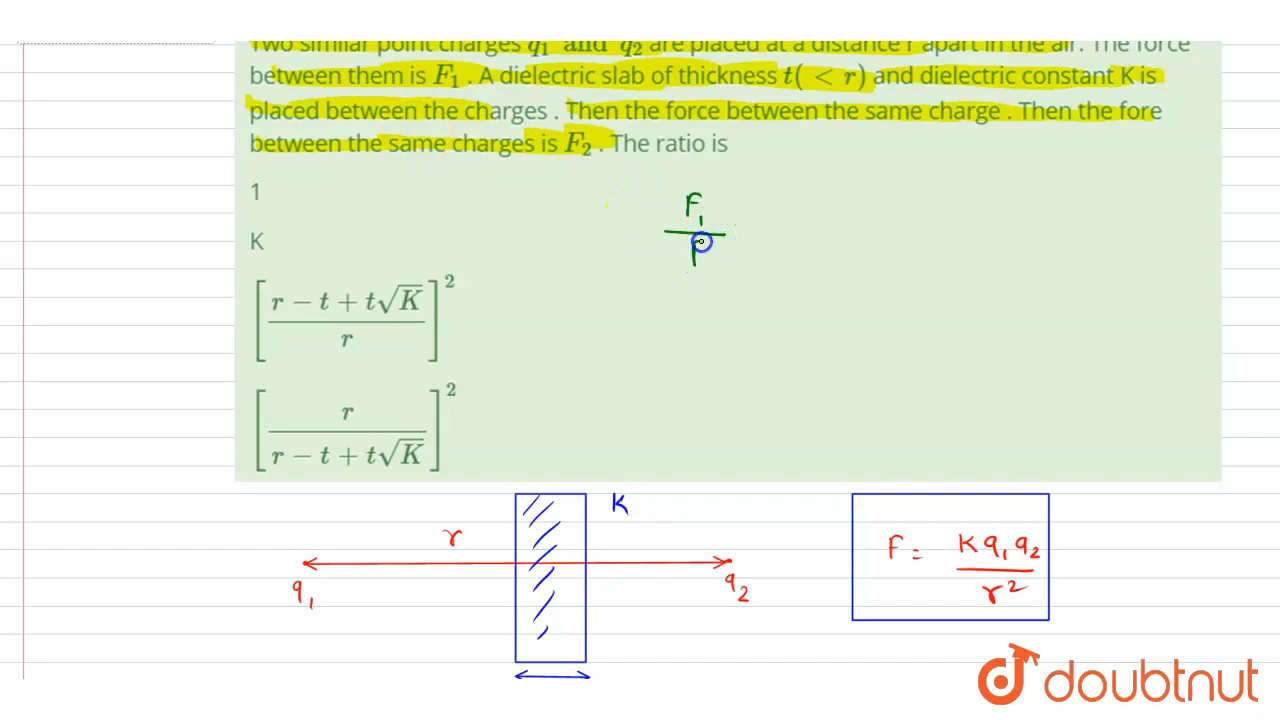 Two similar point charges q₁ and q₂ are placed at a distance r apart in the air. The force
between them is F₁ . A dielectric slab of thickness t( < r) and dielectric constant K is
placed between the charges . Then the force between the same charge . Then the fore
between the same charges is F₂ . The ratio is
1
K
[(r − t + t√K)/r]²
[r/(r − t + t√K)]²
F₁
F
K
r
q₁
q₂
F = Kq₁q₂/r²
doubtnut